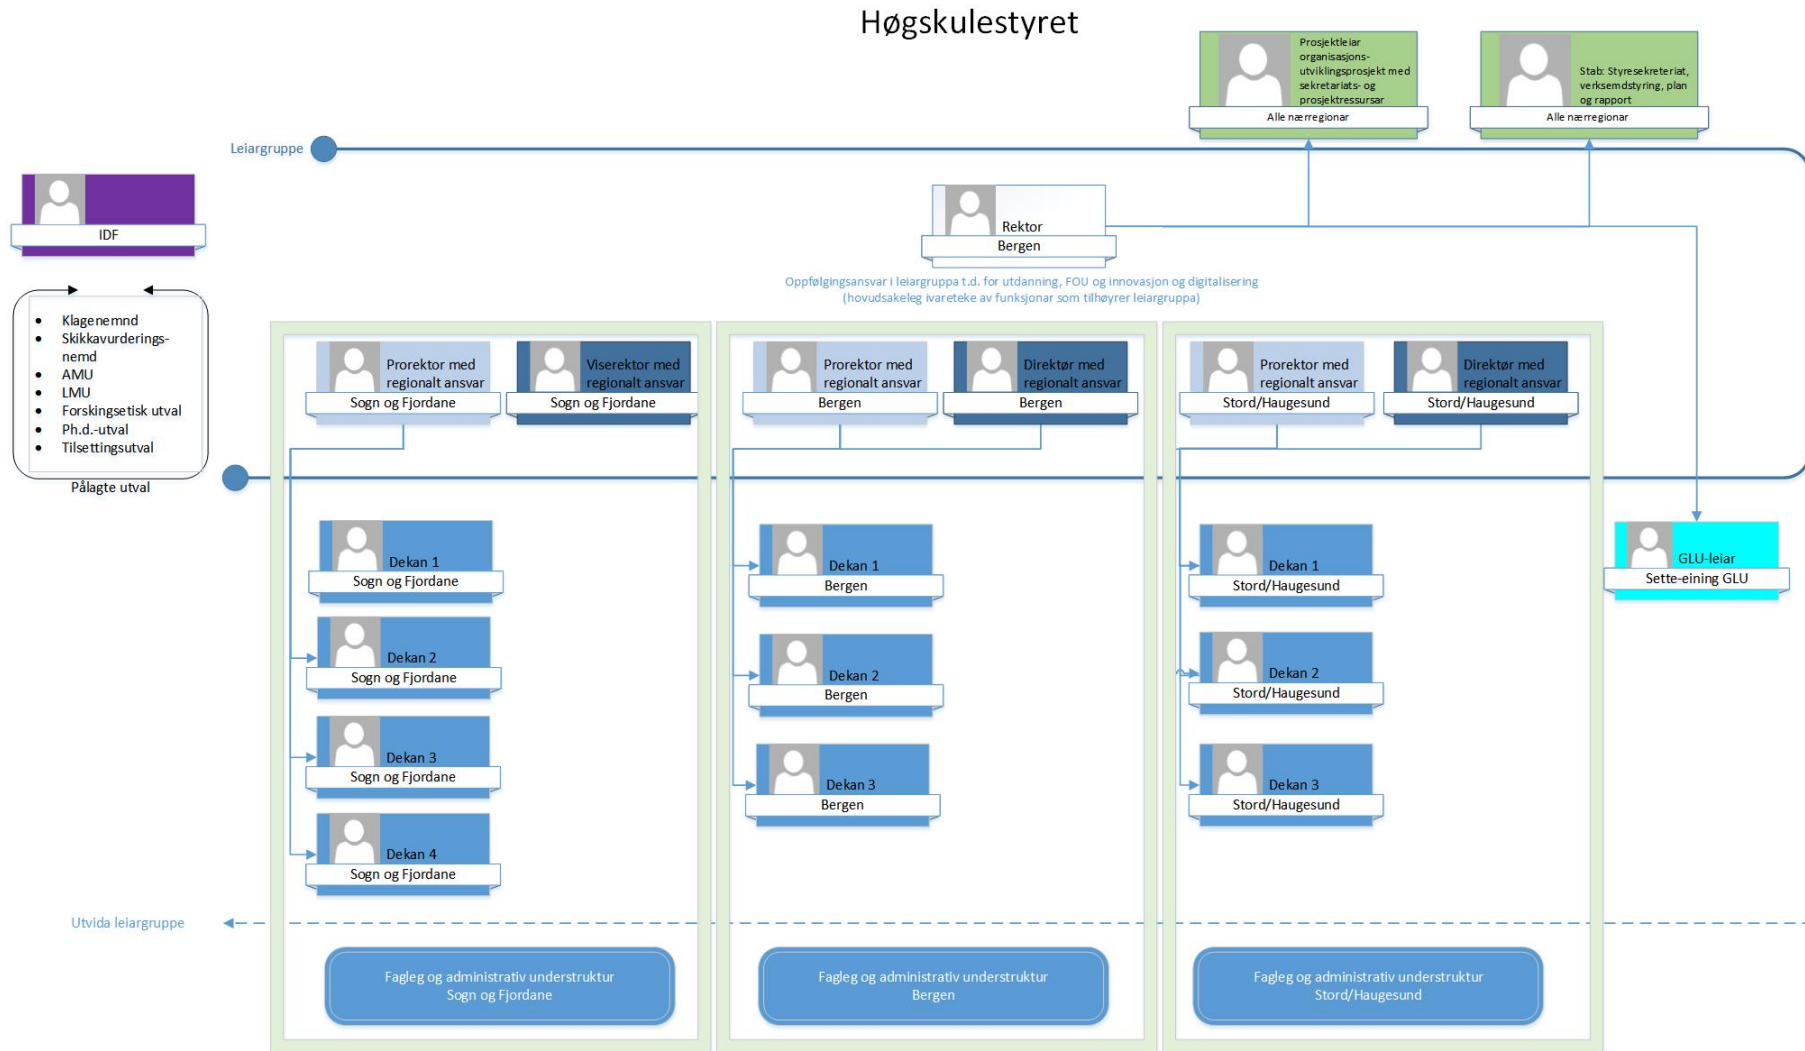 Høgskulestyret
Prosjektleiar
organisasjons-
utviklingsprosjekt med
sekretariats- og
prosjektressursar
Alle nærregionar
Stab: Styresekreteriat,
verksemdstyring, plan
og rapport
Alle nærregionar
Leiargruppe
IDF
Rektor
Bergen
Oppfølgingsansvar i leiargruppa t.d. for utdanning, FOU og innovasjon og digitalisering
(hovudsakeleg ivareteke av funksjonar som tilhøyrer leiargruppa)
• Klagenemnd
• Skikkavurderings-
nemd
• AMU
• LMU
• Forskingsetisk utval
• Ph.d.-utval
• Tilsettingsutval
Pålagte utval
Prorektor med
regionalt ansvar
Sogn og Fjordane
Viserektor med
regionalt ansvar
Sogn og Fjordane
Prorektor med
regionalt ansvar
Bergen
Direktør med
regionalt ansvar
Bergen
Prorektor med
regionalt ansvar
Stord/Haugesund
Direktør med
regionalt ansvar
Stord/Haugesund
Dekan 1
Sogn og Fjordane
Dekan 2
Sogn og Fjordane
Dekan 3
Sogn og Fjordane
Dekan 4
Sogn og Fjordane
Dekan 1
Bergen
Dekan 2
Bergen
Dekan 3
Bergen
Dekan 1
Stord/Haugesund
Dekan 2
Stord/Haugesund
Dekan 3
Stord/Haugesund
GLU-leiar
Sette-eining GLU
Utvida leiargruppe
Fagleg og administrativ understruktur
Sogn og Fjordane
Fagleg og administrativ understruktur
Bergen
Fagleg og administrativ understruktur
Stord/Haugesund